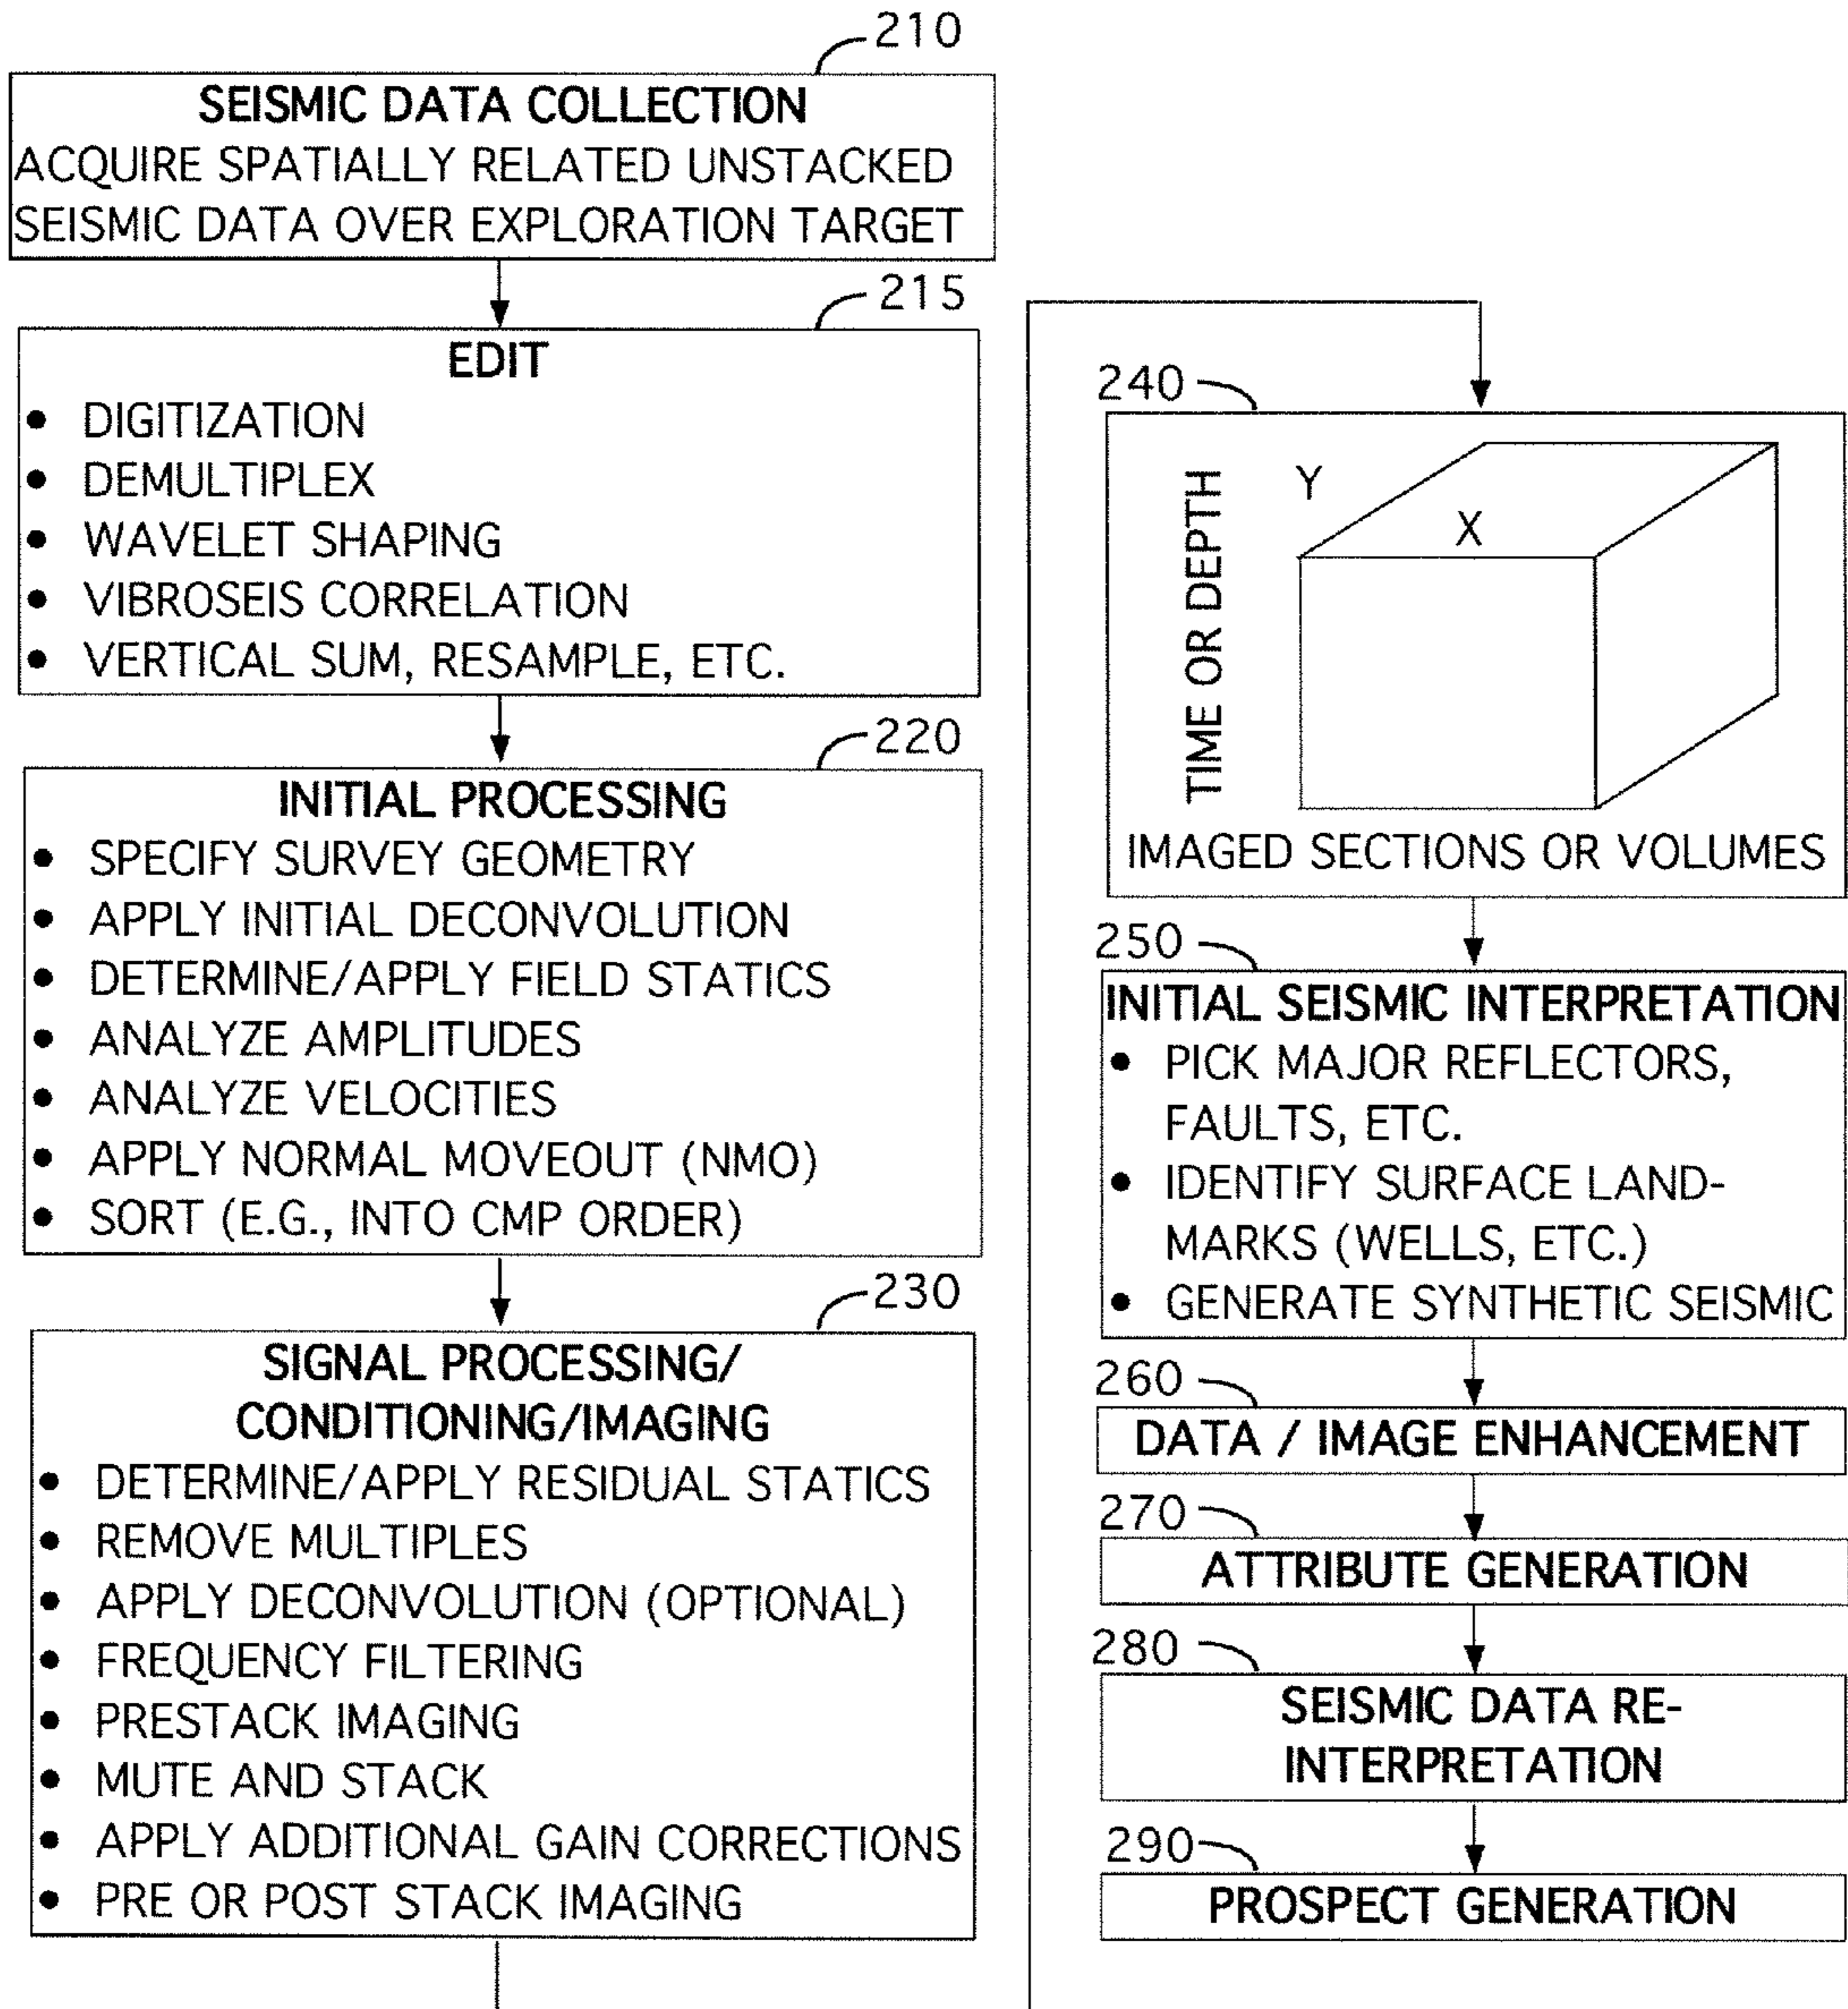 210
SEISMIC DATA COLLECTION
ACQUIRE SPATIALLY RELATED UNSTACKED
SEISMIC DATA OVER EXPLORATION TARGET
215
EDIT
• DIGITIZATION
• DEMULTIPLEX
• WAVELET SHAPING
• VIBROSEIS CORRELATION
• VERTICAL SUM, RESAMPLE, ETC.
220
INITIAL PROCESSING
• SPECIFY SURVEY GEOMETRY
• APPLY INITIAL DECONVOLUTION
• DETERMINE/APPLY FIELD STATICS
• ANALYZE AMPLITUDES
• ANALYZE VELOCITIES
• APPLY NORMAL MOVEOUT (NMO)
• SORT (E.G., INTO CMP ORDER)
230
SIGNAL PROCESSING/
CONDITIONING/IMAGING
• DETERMINE/APPLY RESIDUAL STATICS
• REMOVE MULTIPLES
• APPLY DECONVOLUTION (OPTIONAL)
• FREQUENCY FILTERING
• PRESTACK IMAGING
• MUTE AND STACK
• APPLY ADDITIONAL GAIN CORRECTIONS
• PRE OR POST STACK IMAGING
240
TIME OR DEPTH
Y
X
IMAGED SECTIONS OR VOLUMES
250
INITIAL SEISMIC INTERPRETATION
• PICK MAJOR REFLECTORS,
FAULTS, ETC.
• IDENTIFY SURFACE LAND-
MARKS (WELLS, ETC.)
• GENERATE SYNTHETIC SEISMIC
260
DATA / IMAGE ENHANCEMENT
270
ATTRIBUTE GENERATION
280
SEISMIC DATA RE-
INTERPRETATION
290
PROSPECT GENERATION